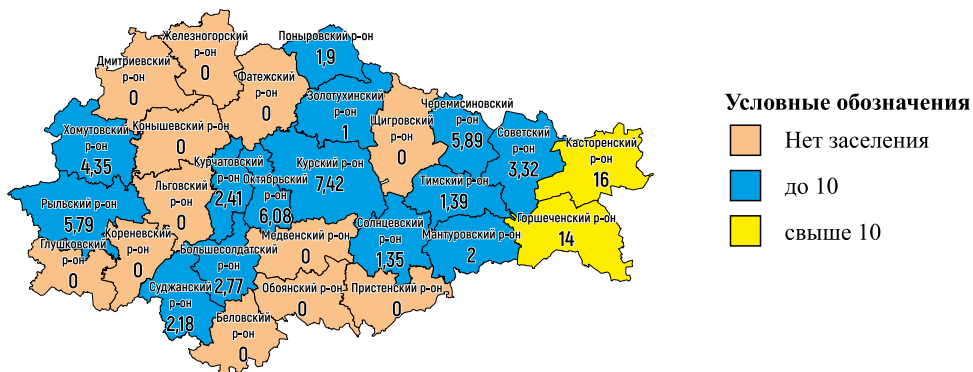 Железногорский
р-он
0
Поныровский р-он
1,9
Дмитриевский
р-он
0
Фатежский
р-он
0
Золотухинский
р-он
1
Черемисиновский
р-он
5,89
Щигровский
р-он
0
Советский
р-он
3,32
Касторенский
р-он
16
Хомутовский
р-он
4,35
Конышевский р-он
0
Курчатовский
р-он
2,41
Октябрьский
р-он
6,08
Курский р-он
7,42
Тимский р-он
1,39
Льговский
р-он
0
Рыльский р-он
5,79
Глушковский
р-он
0
Кореневский
р-он
0
Большесолдатский
р-он
2,77
Медвенский р-он
0
Солнцевский
р-он
1,35
Мантуровский р-он
2
Горшеченский р-он
14
Суджанский
р-он
2,18
Обоянский р-он
0
Пристенский р-он
0
Беловский
р-он
0
Условные обозначения
Нет заселения
до 10
свыше 10